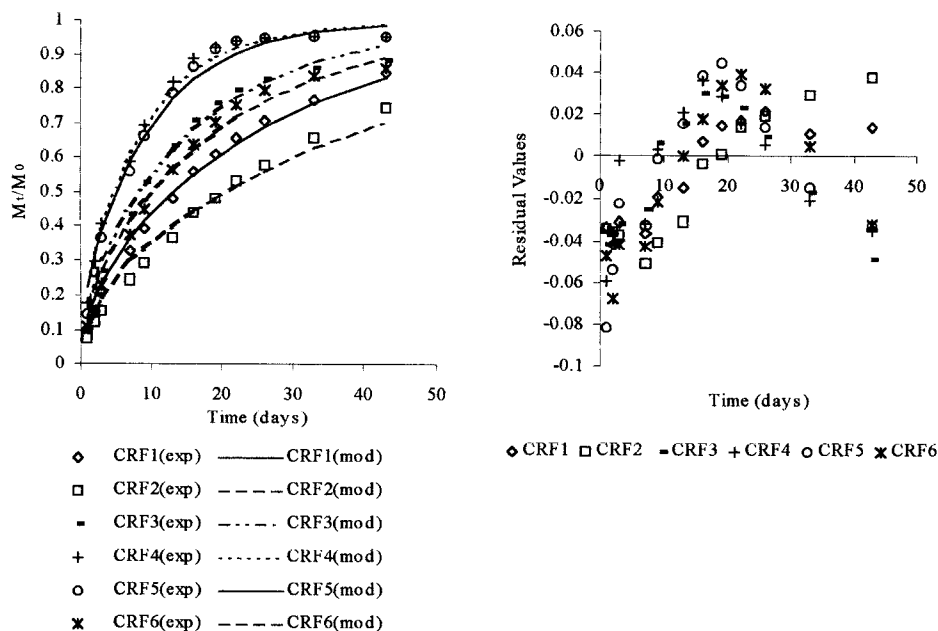 Mt/M0
1
0.9
0.8
0.7
0.6
0.5
0.4
0.3
0.2
0.1
0
0 10 20 30 40 50
Time (days)
CRF1(exp) CRF1(mod)
CRF2(exp) CRF2(mod)
CRF3(exp) CRF3(mod)
CRF4(exp) CRF4(mod)
CRF5(exp) CRF5(mod)
CRF6(exp) CRF6(mod)
Residual Values
0.06
0.04
0.02
0
-0.02
-0.04
-0.06
-0.08
-0.1
0 10 20 30 40 50
Time (days)
CRF1 CRF2 CRF3 CRF4 CRF5 CRF6